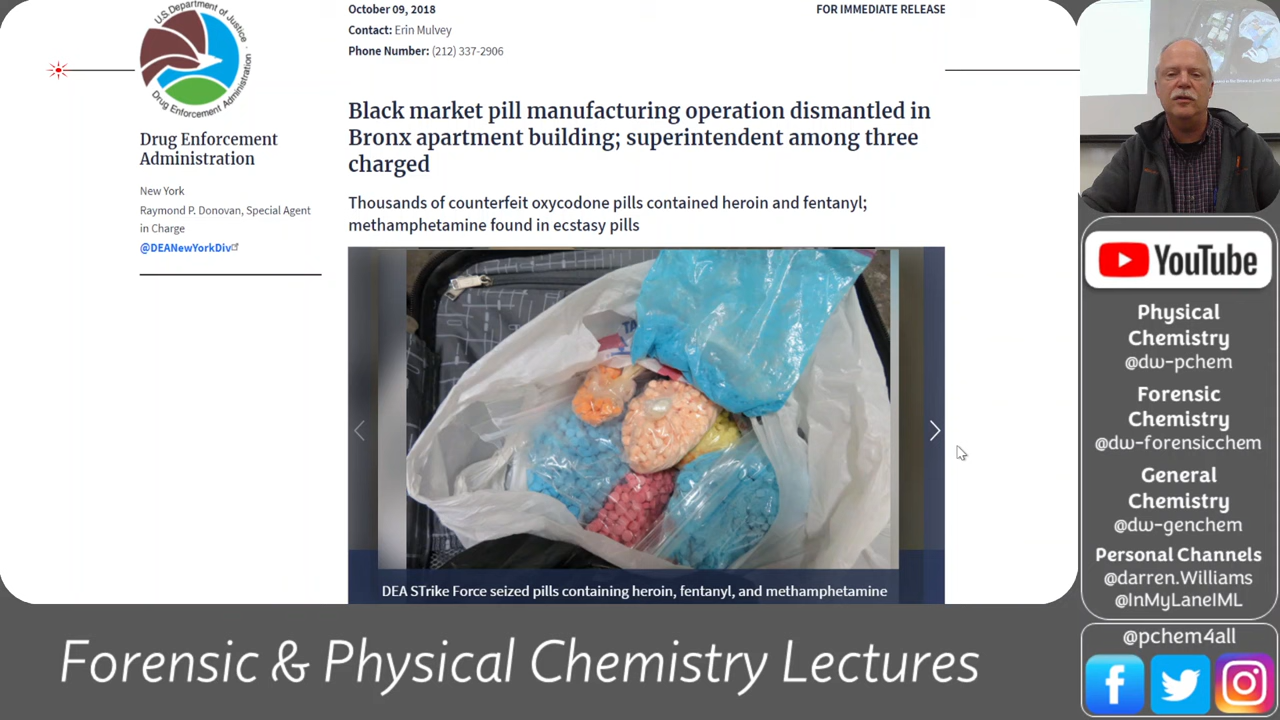 October 09, 2018
FOR IMMEDIATE RELEASE
Contact: Erin Mulvey
Phone Number: (212) 337-2906
U.S. Department of Justice
Drug Enforcement Administration
Drug Enforcement
Administration
New York
Raymond P. Donovan, Special Agent
in Charge
@DEANewYorkDiv
Black market pill manufacturing operation dismantled in
Bronx apartment building; superintendent among three
charged
Thousands of counterfeit oxycodone pills contained heroin and fentanyl;
methamphetamine found in ecstasy pills
DEA STrike Force seized pills containing heroin, fentanyl, and methamphetamine
YouTube
Physical
Chemistry
@dw-pchem
Forensic
Chemistry
@dw-forensicchem
General
Chemistry
@dw-genchem
Personal Channels
@darren.Williams
@InMyLaneIML
@pchem4all
Forensic & Physical Chemistry Lectures